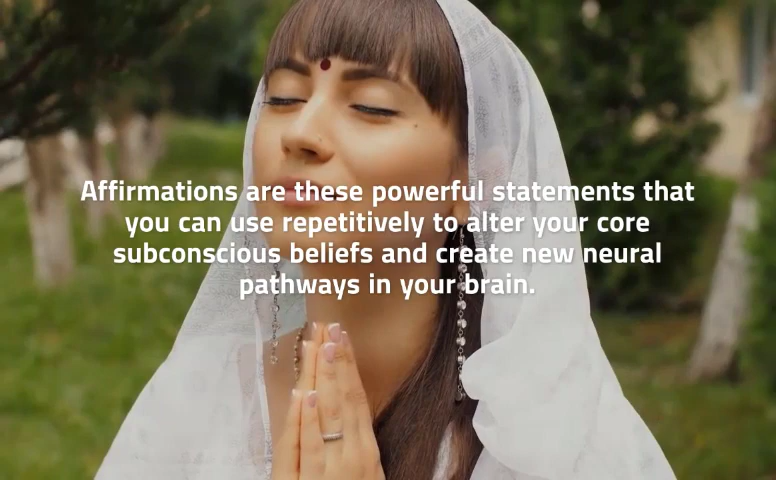 Affirmations are these powerful statements that
you can use repetitively to alter your core
subconscious beliefs and create new neural
pathways in your brain.